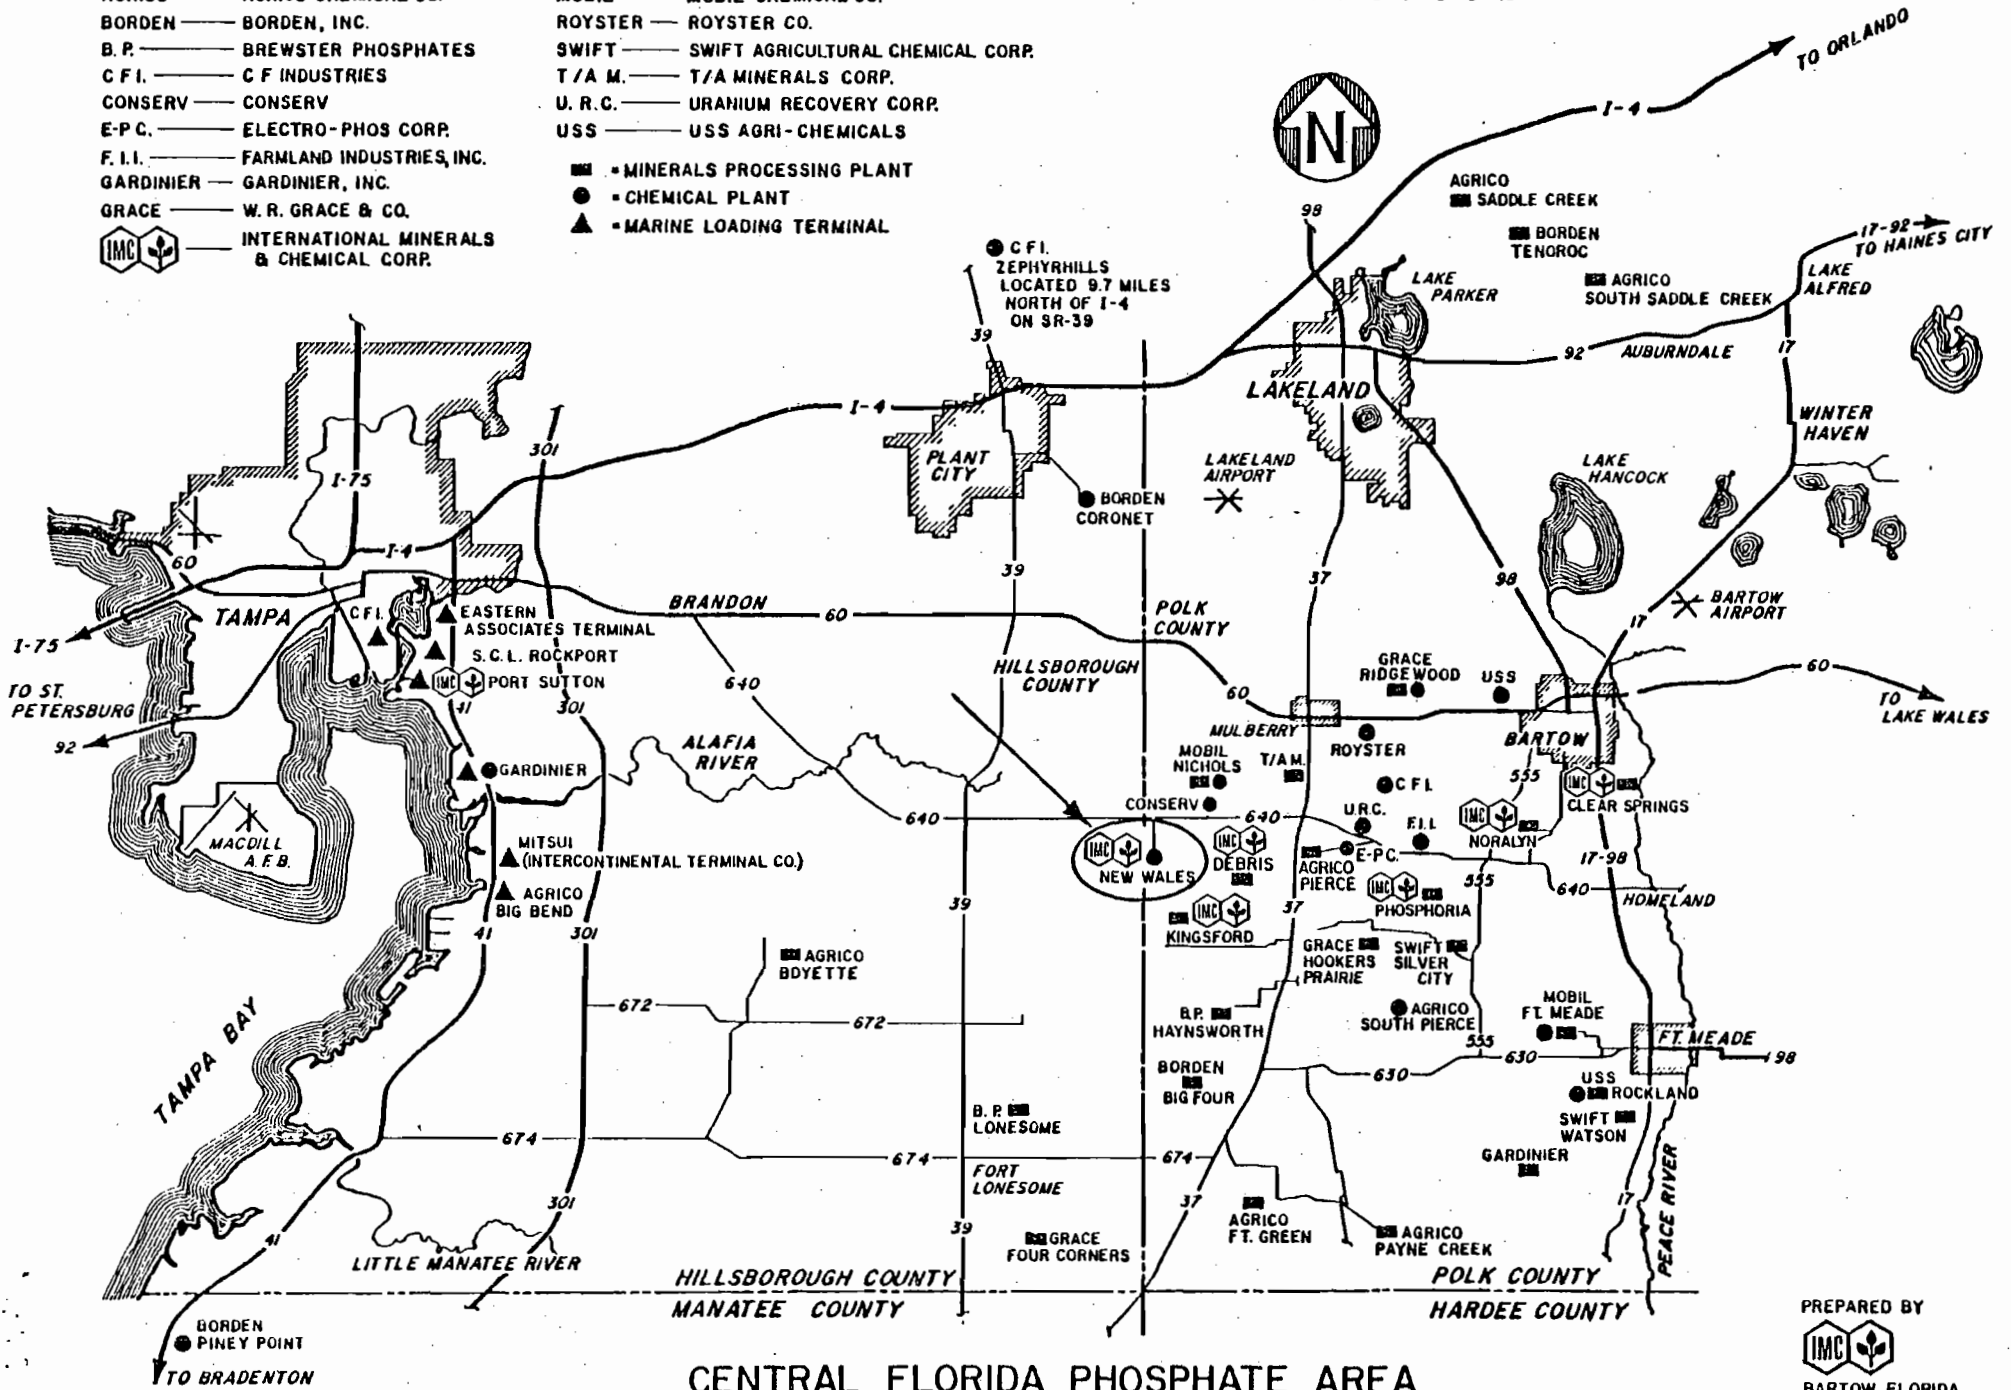 BORDEN — BORDEN, INC.
B. P. — BREWSTER PHOSPHATES
C F I. — C F INDUSTRIES
CONSERV — CONSERV
E-P C. — ELECTRO-PHOS CORP.
F. I. I. — FARMLAND INDUSTRIES, INC.
GARDINIER — GARDINIER, INC.
GRACE — W. R. GRACE & CO.
IMC — INTERNATIONAL MINERALS
& CHEMICAL CORP.
ROYSTER — ROYSTER CO.
SWIFT — SWIFT AGRICULTURAL CHEMICAL CORP.
T/A M. — T/A MINERALS CORP.
U. R. C. — URANIUM RECOVERY CORP.
USS — USS AGRI-CHEMICALS
= MINERALS PROCESSING PLANT
= CHEMICAL PLANT
= MARINE LOADING TERMINAL
N
TO ORLANDO
I-4
98
AGRICO
SADDLE CREEK
BORDEN
TENOROC
AGRICO
SOUTH SADDLE CREEK
17-92
TO HAINES CITY
LAKE
ALFRED
LAKE
PARKER
C F I.
ZEPHYRHILLS
LOCATED 9.7 MILES
NORTH OF I-4
ON SR-39
39
92
AUBURNDALE
17
LAKELAND
WINTER
HAVEN
I-4
301
I-75
PLANT
CITY
LAKELAND
AIRPORT
BORDEN
CORONET
LAKE
HANCOCK
60
I-4
39
37
98
BARTOW
AIRPORT
17
TAMPA
C F I.
EASTERN
ASSOCIATES TERMINAL
S.C.L. ROCKPORT
IMC PORT SUTTON
BRANDON
60
POLK
COUNTY
HILLSBOROUGH
COUNTY
I-75
TO ST.
PETERSBURG
92
41
301
640
60
GRACE
RIDGEWOOD
USS
60
TO
LAKE WALES
MULBERRY
BARTOW
ROYSTER
ALAFIA
RIVER
MOBIL
NICHOLS
T/A M.
C F I.
555
IMC
CLEAR SPRINGS
GARDINIER
CONSERV
640
640
U.R.C.
F.I.I.
IMC
NORALYN
MACDILL
A.F.B.
MITSUI
(INTERCONTINENTAL TERMINAL CO.)
AGRICO
BIG BEND
IMC
NEW WALES
IMC
DEBRIS
AGRICO
PIERCE
E-P C.
IMC
PHOSPHORIA
17-98
555
640
HOMELAND
41
301
39
IMC
KINGSFORD
37
GRACE
HOOKERS
PRAIRIE
SWIFT
SILVER
CITY
AGRICO
BOYETTE
672
672
B.P.
HAYNSWORTH
AGRICO
SOUTH PIERCE
MOBIL
FT. MEADE
555
630
630
FT. MEADE
98
TAMPA BAY
BORDEN
BIG FOUR
USS
ROCKLAND
SWIFT
WATSON
B. P.
LONESOME
674
674
674
FORT
LONESOME
GARDINIER
301
39
37
AGRICO
FT. GREEN
AGRICO
PAYNE CREEK
17
PEACE RIVER
41
LITTLE MANATEE RIVER
GRACE
FOUR CORNERS
HILLSBOROUGH COUNTY
MANATEE COUNTY
POLK COUNTY
HARDEE COUNTY
BORDEN
PINEY POINT
TO BRADENTON
PREPARED BY
IMC
BARTOW FLORIDA
CENTRAL FLORIDA PHOSPHATE AREA